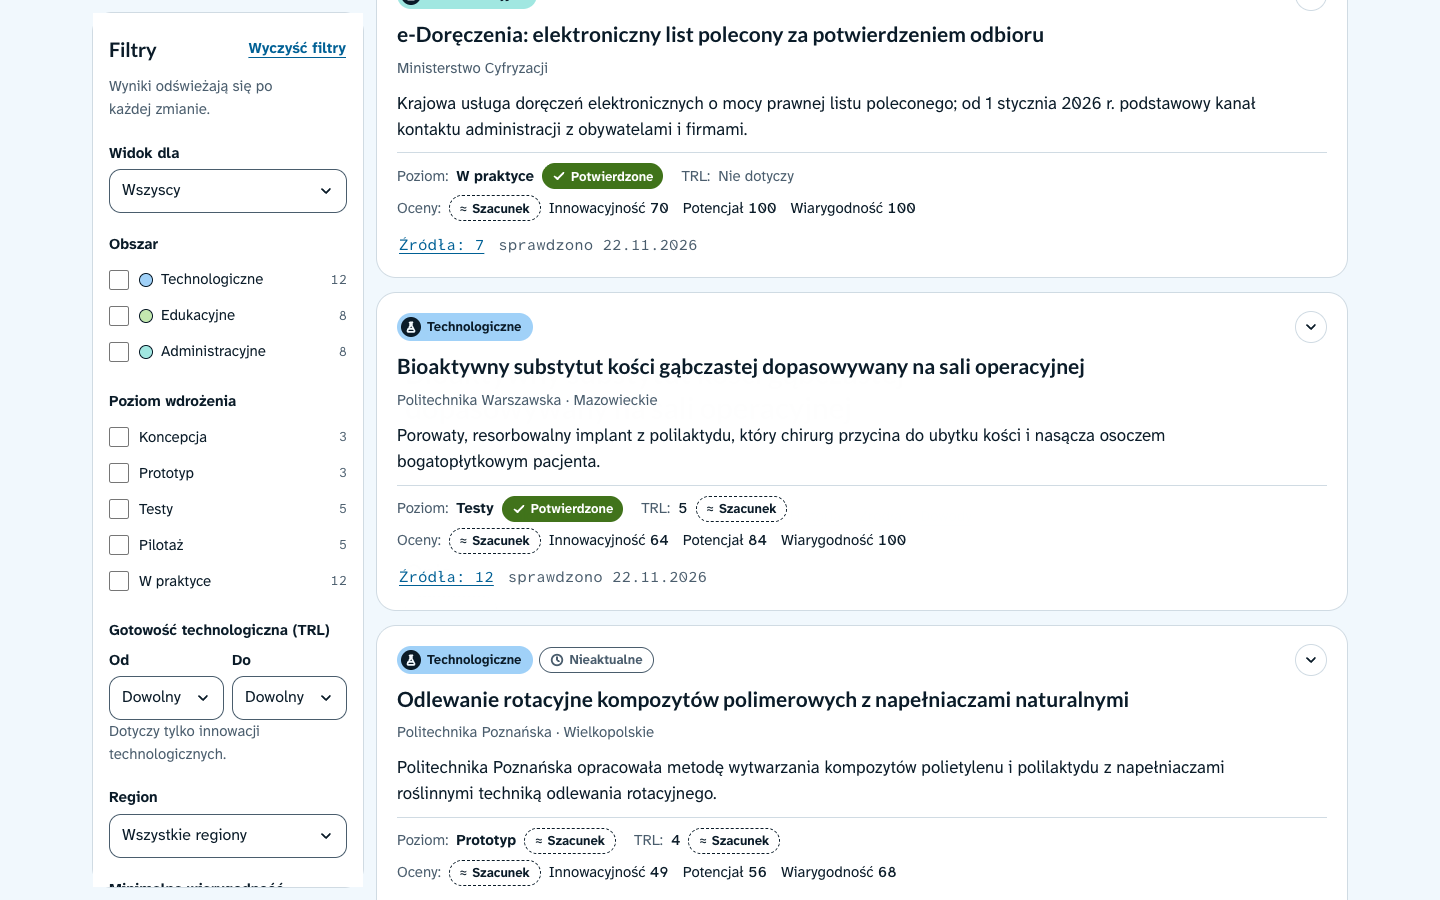 Filtry
Wyczyść filtry
Wyniki odświeżają się po
każdej zmianie.
Widok dla
Wszyscy
Obszar
Technologiczne 12
Edukacyjne 8
Administracyjne 8
Poziom wdrożenia
Koncepcja 3
Prototyp 3
Testy 5
Pilotaż 5
W praktyce 12
Gotowość technologiczna (TRL)
Od Do
Dowolny Dowolny
Dotyczy tylko innowacji
technologicznych.
Region
Wszystkie regiony
e-Doręczenia: elektroniczny list polecony za potwierdzeniem odbioru
Ministerstwo Cyfryzacji
Krajowa usługa doręczeń elektronicznych o mocy prawnej listu poleconego; od 1 stycznia 2026 r. podstawowy kanał
kontaktu administracji z obywatelami i firmami.
Poziom: W praktyce Potwierdzone TRL: Nie dotyczy
Oceny: ≈ Szacunek Innowacyjność 70 Potencjał 100 Wiarygodność 100
Źródła: 7 sprawdzono 22.11.2026
Technologiczne
Bioaktywny substytut kości gąbczastej dopasowywany na sali operacyjnej
Politechnika Warszawska · Mazowieckie
Porowaty, resorbowalny implant z polilaktydu, który chirurg przycina do ubytku kości i nasącza osoczem
bogatopłytkowym pacjenta.
Poziom: Testy Potwierdzone TRL: 5 ≈ Szacunek
Oceny: ≈ Szacunek Innowacyjność 64 Potencjał 84 Wiarygodność 100
Źródła: 12 sprawdzono 22.11.2026
Technologiczne Nieaktualne
Odlewanie rotacyjne kompozytów polimerowych z napełniaczami naturalnymi
Politechnika Poznańska · Wielkopolskie
Politechnika Poznańska opracowała metodę wytwarzania kompozytów polietylenu i polilaktydu z napełniaczami
roślinnymi techniką odlewania rotacyjnego.
Poziom: Prototyp ≈ Szacunek TRL: 4 ≈ Szacunek
Oceny: ≈ Szacunek Innowacyjność 49 Potencjał 56 Wiarygodność 68